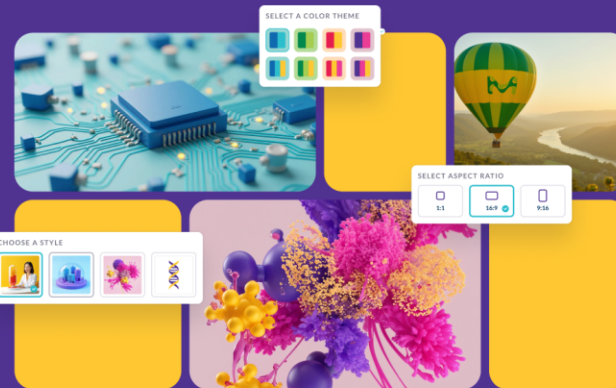 SELECT A COLOR THEME
SELECT ASPECT RATIO
1:1
16:9
9:16
CHOOSE A STYLE